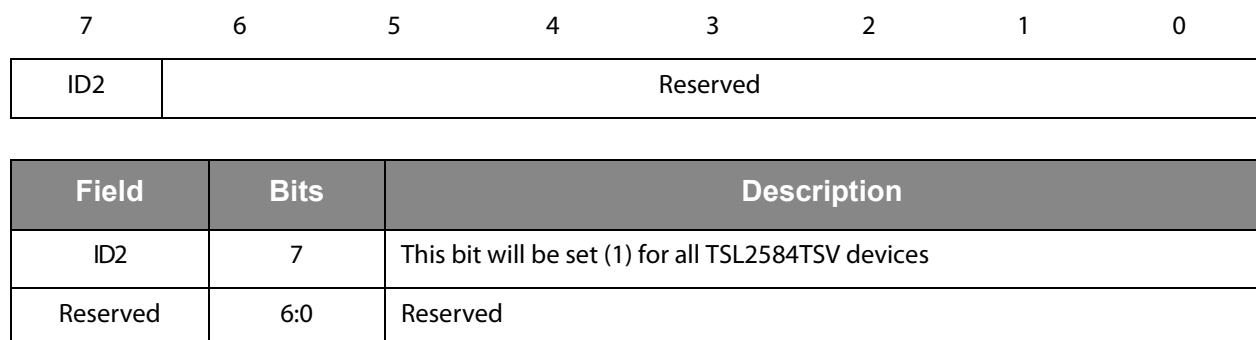 7 6 5 4 3 2 1 0
ID2 Reserved
Field Bits Description
ID2 7 This bit will be set (1) for all TSL2584TSV devices
Reserved 6:0 Reserved